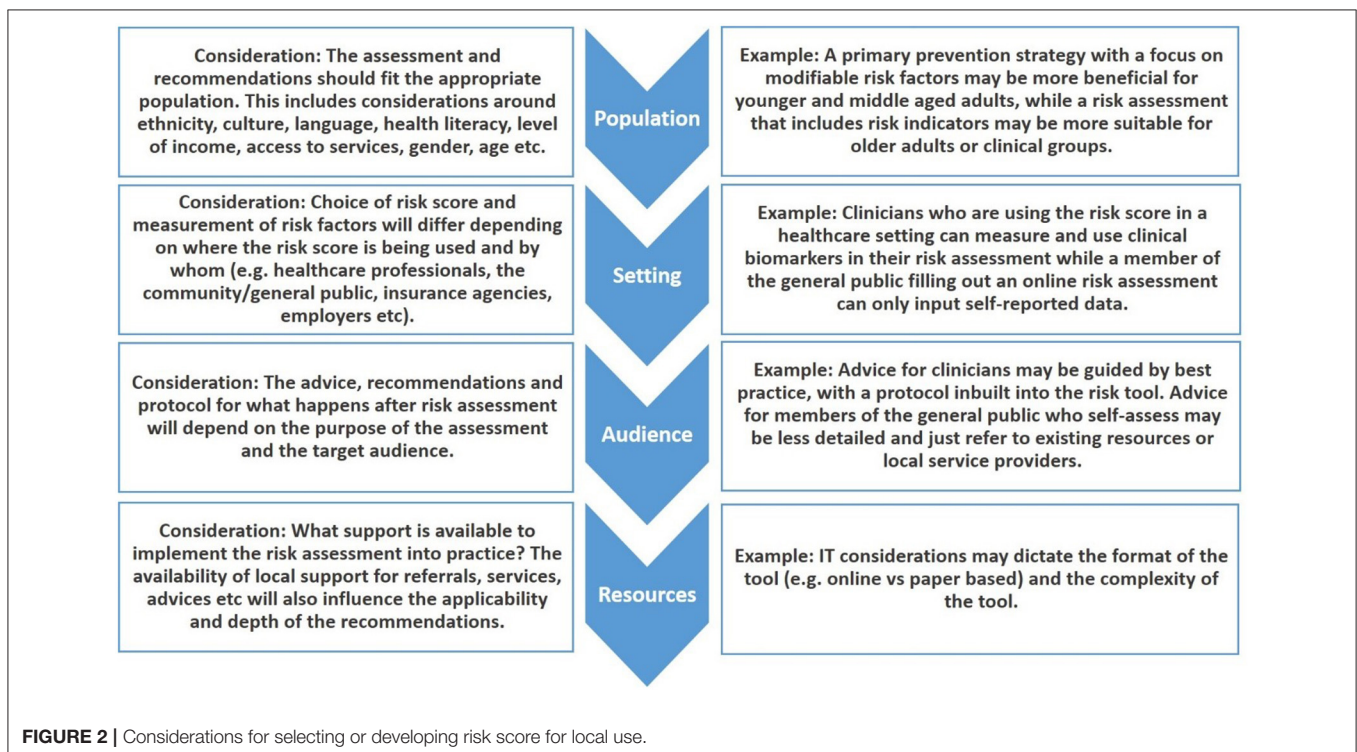 Consideration: The assessment and
recommendations should fit the appropriate
population. This includes considerations around
ethnicity, culture, language, health literacy, level
of income, access to services, gender, age etc.
Population
Example: A primary prevention strategy with a focus on
modifiable risk factors may be more beneficial for
younger and middle aged adults, while a risk assessment
that includes risk indicators may be more suitable for
older adults or clinical groups.
Consideration: Choice of risk score and
measurement of risk factors will differ depending
on where the risk score is being used and by
whom (e.g. healthcare professionals, the
community/general public, insurance agencies,
employers etc).
Setting
Example: Clinicians who are using the risk score in a
healthcare setting can measure and use clinical
biomarkers in their risk assessment while a member of
the general public filling out an online risk assessment
can only input self-reported data.
Consideration: The advice, recommendations and
protocol for what happens after risk assessment
will depend on the purpose of the assessment
and the target audience.
Audience
Example: Advice for clinicians may be guided by best
practice, with a protocol inbuilt into the risk tool. Advice
for members of the general public who self-assess may
be less detailed and just refer to existing resources or
local service providers.
Consideration: What support is available to
implement the risk assessment into practice? The
availability of local support for referrals, services,
advices etc will also influence the applicability
and depth of the recommendations.
Resources
Example: IT considerations may dictate the format of the
tool (e.g. online vs paper based) and the complexity of
the tool.
FIGURE 2 | Considerations for selecting or developing risk score for local use.